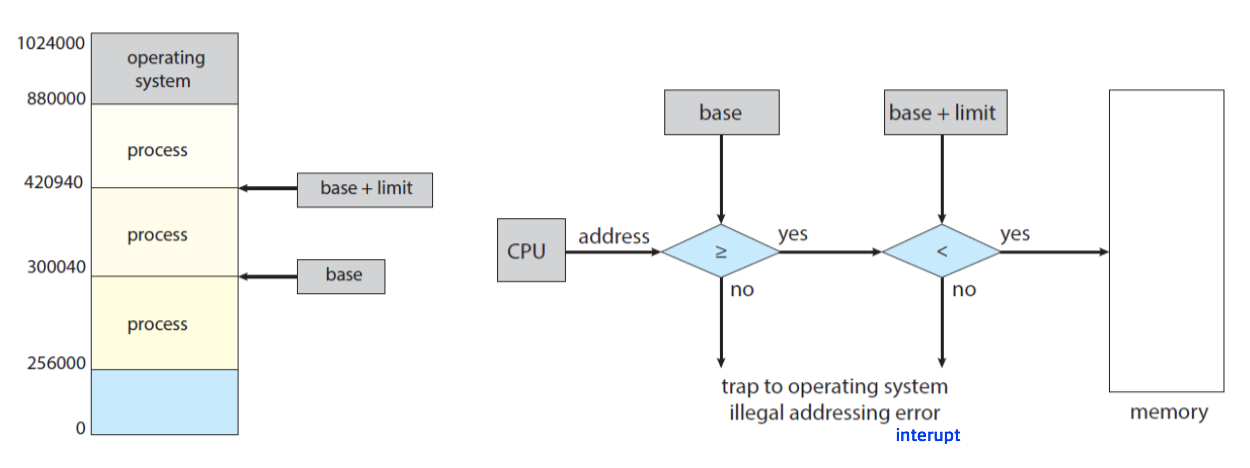 1024000
operating
system
880000
process
420940
base + limit
process
300040
base
process
256000
0
base
base + limit
CPU
address
≥
yes
<
yes
no
no
trap to operating system
illegal addressing error
interupt
memory